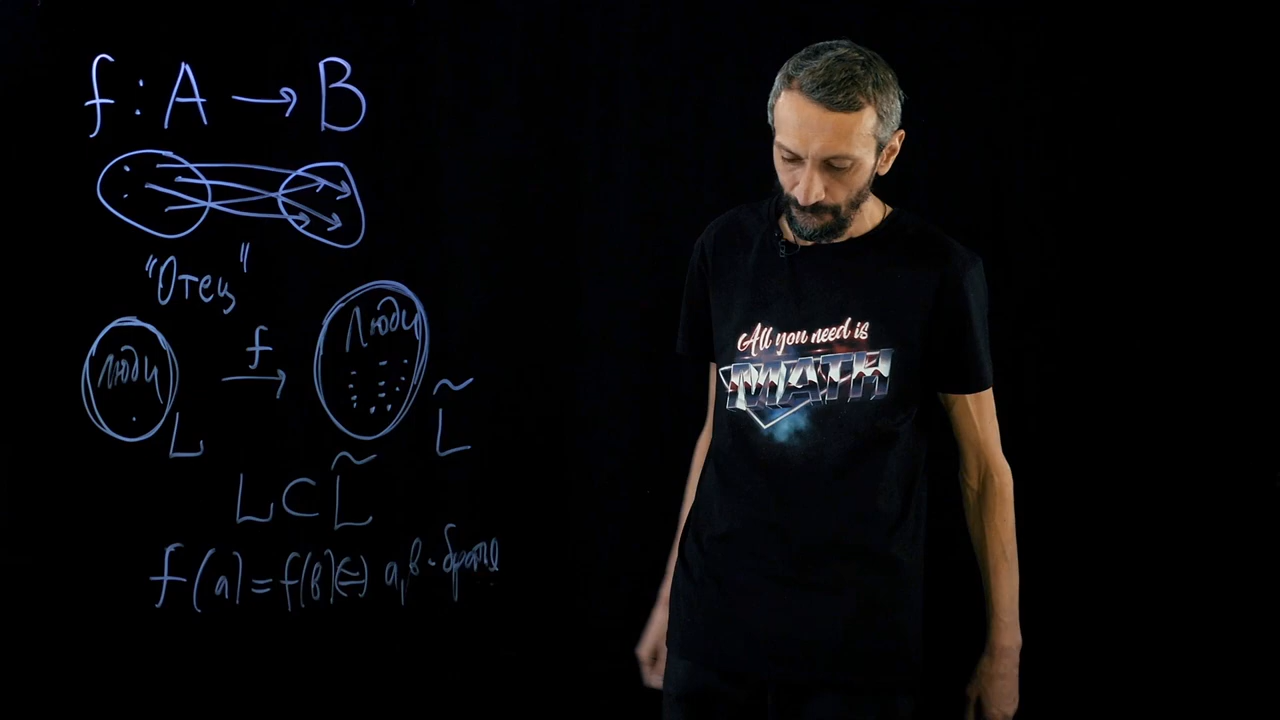 f : A → B
"Отец"
люди
f
Люди
L
L̃
L ⊂ L̃
f(a) = f(b) ⇔ a, b - братья
All you need is
MATH